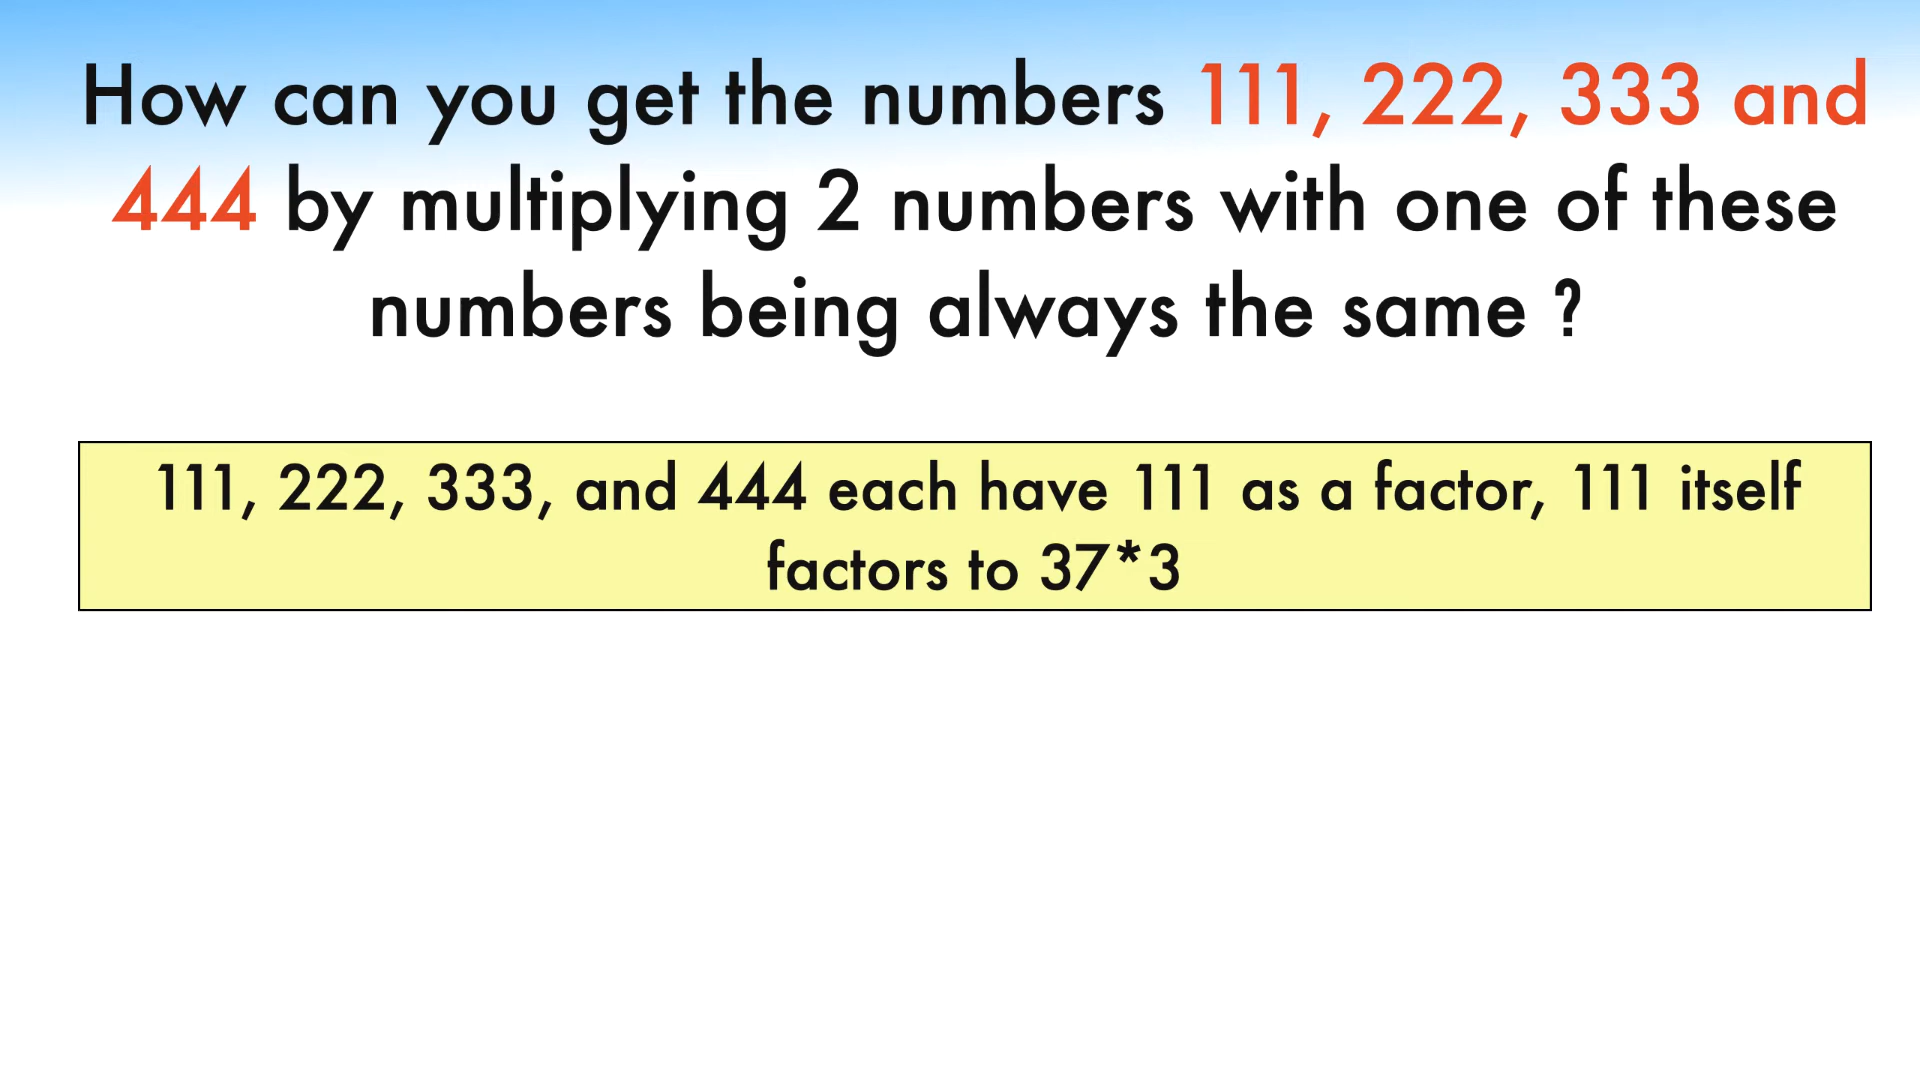 How can you get the numbers 111, 222, 333 and
444 by multiplying 2 numbers with one of these
numbers being always the same ?
111, 222, 333, and 444 each have 111 as a factor, 111 itself
factors to 37*3